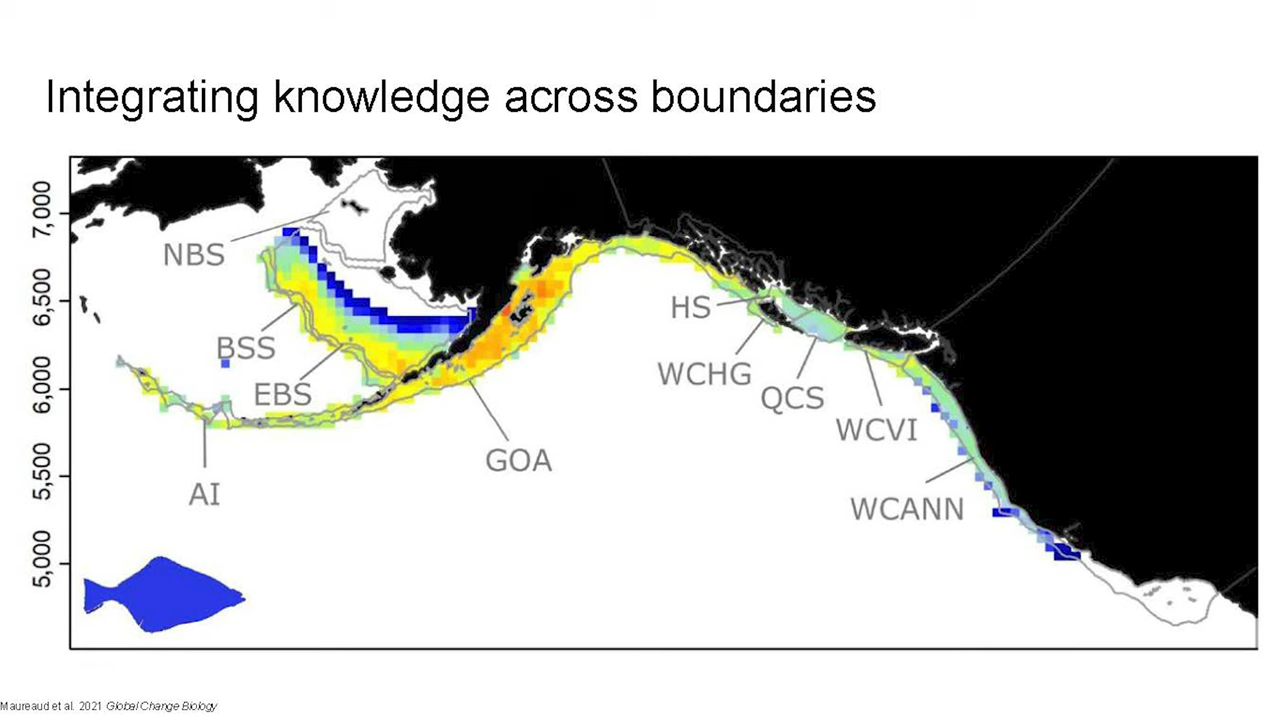 Integrating knowledge across boundaries
7,000
6,500
6,000
5,500
5,000
NBS
BSS
EBS
AI
GOA
HS
WCHG
QCS
WCVI
WCANN
Maureaud et al. 2021 Global Change Biology